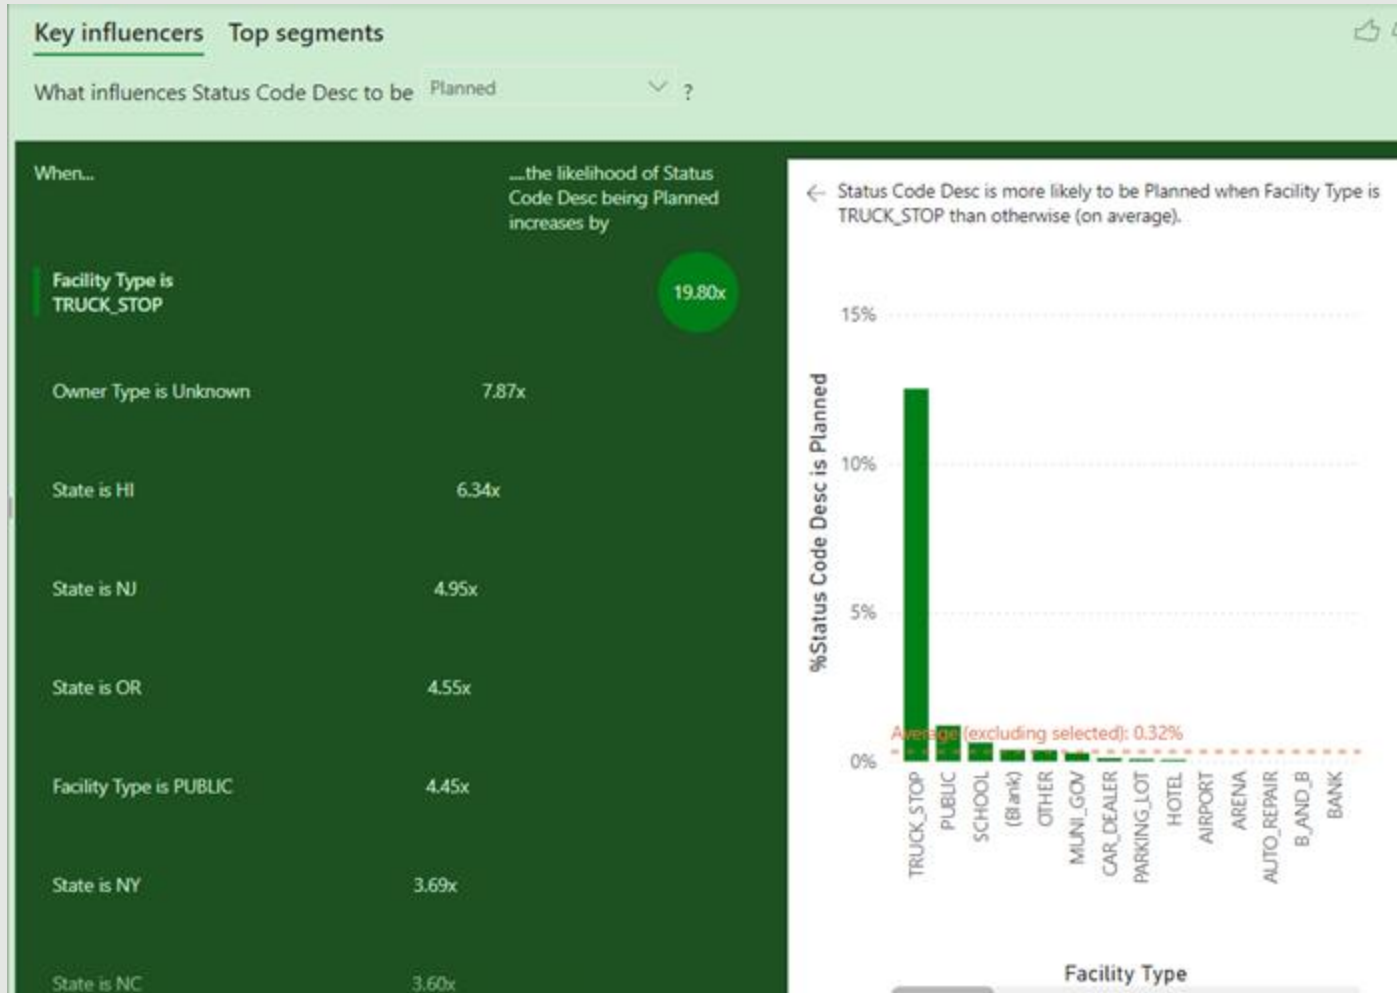 Key influencers Top segments
What influences Status Code Desc to be Planned ?
When...
....the likelihood of Status
Code Desc being Planned
increases by
Facility Type is
TRUCK_STOP
19.80x
Owner Type is Unknown 7.87x
State is HI 6.34x
State is NJ 4.95x
State is OR 4.55x
Facility Type is PUBLIC 4.45x
State is NY 3.69x
State is NC 3.60x
Status Code Desc is more likely to be Planned when Facility Type is
TRUCK_STOP than otherwise (on average).
%Status Code Desc is Planned
15%
10%
5%
0%
Average (excluding selected): 0.32%
TRUCK_STOP
PUBLIC
SCHOOL
(Blank)
OTHER
MUNI_GOV
CAR_DEALER
PARKING_LOT
HOTEL
AIRPORT
ARENA
AUTO_REPAIR
B_AND_B
BANK
Facility Type